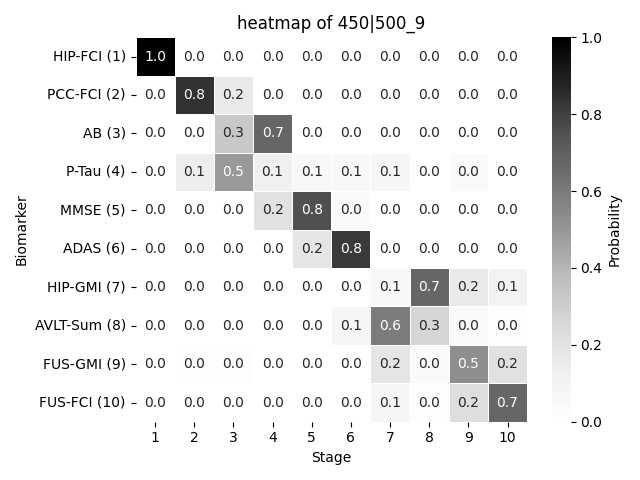 heatmap of 450|500_9
HIP-FCI (1) 1.0 0.0 0.0 0.0 0.0 0.0 0.0 0.0 0.0 0.0
PCC-FCI (2) 0.0 0.8 0.2 0.0 0.0 0.0 0.0 0.0 0.0 0.0
AB (3) 0.0 0.0 0.3 0.7 0.0 0.0 0.0 0.0 0.0 0.0
P-Tau (4) 0.0 0.1 0.5 0.1 0.1 0.1 0.1 0.0 0.0 0.0
MMSE (5) 0.0 0.0 0.0 0.2 0.8 0.0 0.0 0.0 0.0 0.0
ADAS (6) 0.0 0.0 0.0 0.0 0.2 0.8 0.0 0.0 0.0 0.0
HIP-GMI (7) 0.0 0.0 0.0 0.0 0.0 0.0 0.1 0.7 0.2 0.1
AVLT-Sum (8) 0.0 0.0 0.0 0.0 0.0 0.1 0.6 0.3 0.0 0.0
FUS-GMI (9) 0.0 0.0 0.0 0.0 0.0 0.0 0.2 0.0 0.5 0.2
FUS-FCI (10) 0.0 0.0 0.0 0.0 0.0 0.0 0.1 0.0 0.2 0.7
1 2 3 4 5 6 7 8 9 10
Stage
Biomarker
1.0
0.8
0.6
0.4
0.2
0.0
Probability